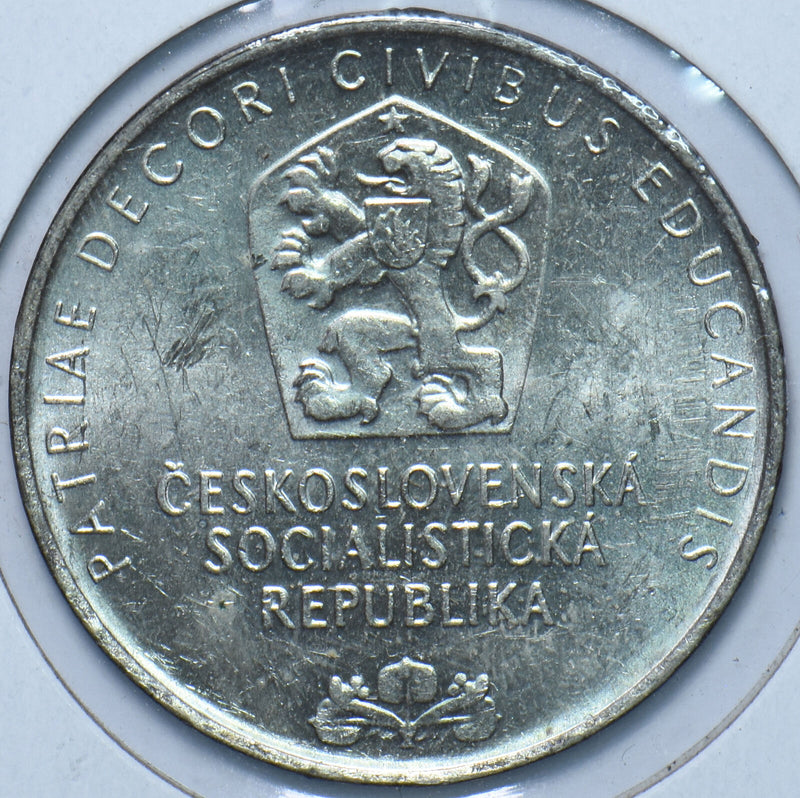 PATRIAE DECORI CIVIBUS EDUCANDIS
ČESKOSLOVENSKÁ
SOCIALISTICKÁ
REPUBLIKA